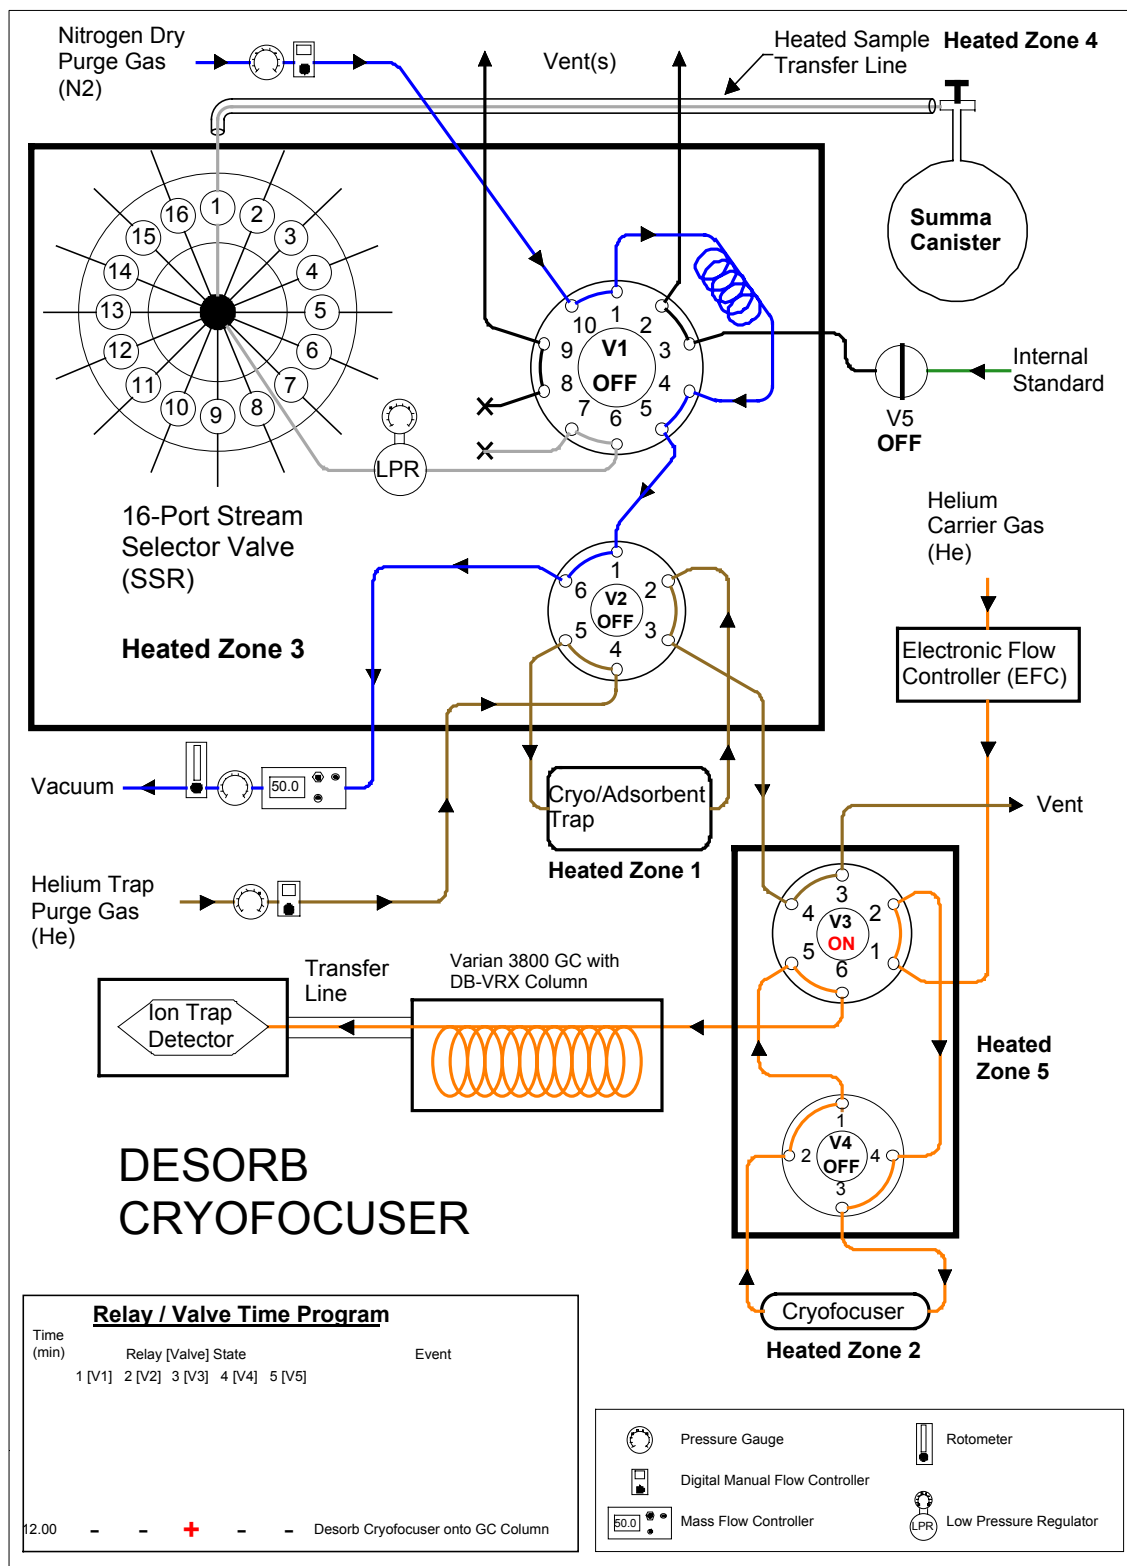 Nitrogen Dry
Purge Gas
(N2)
Vent(s)
Heated Sample
Transfer Line
Heated Zone 4
Summa
Canister
1
2
3
4
5
6
7
8
9
10
11
12
13
14
15
16
1
2
3
4
5
6
7
8
9
10
V1
OFF
Internal
Standard
V5
OFF
LPR
16-Port Stream
Selector Valve
(SSR)
Heated Zone 3
1
2
3
4
5
6
V2
OFF
Helium
Carrier Gas
(He)
Electronic Flow
Controller (EFC)
Vacuum
50.0
Cryo/Adsorbent
Trap
Heated Zone 1
Vent
Helium Trap
Purge Gas
(He)
3
4
2
V3
ON
5
1
6
Transfer
Line
Varian 3800 GC with
DB-VRX Column
Ion Trap
Detector
Heated
Zone 5
1
V4
2
4
OFF
3
DESORB
CRYOFOCUSER
Cryofocuser
Heated Zone 2
Relay / Valve Time Program
Time
(min)
Relay [Valve] State
Event
1 [V1] 2 [V2] 3 [V3] 4 [V4] 5 [V5]
12.00 - - + - - Desorb Cryofocuser onto GC Column
Pressure Gauge
Rotometer
Digital Manual Flow Controller
50.0
Mass Flow Controller
LPR
Low Pressure Regulator